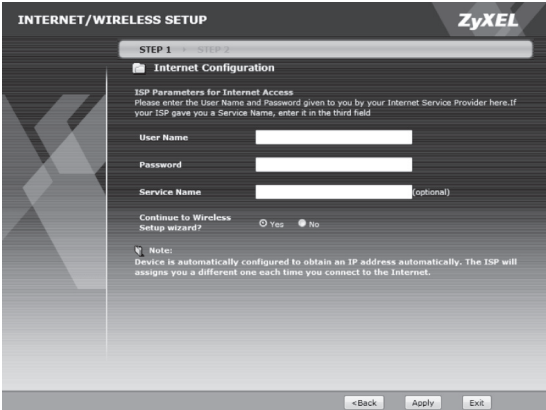 INTERNET/WIRELESS SETUP
ZyXEL
STEP 1 STEP 2
Internet Configuration
ISP Parameters for Internet Access
Please enter the User Name and Password given to you by your Internet Service Provider here.If
your ISP gave you a Service Name, enter it in the third field
User Name
Password
Service Name (optional)
Continue to Wireless
Setup wizard? Yes No
Note:
Device is automatically configured to obtain an IP address automatically. The ISP will
assigns you a different one each time you connect to the Internet.
<Back Apply Exit